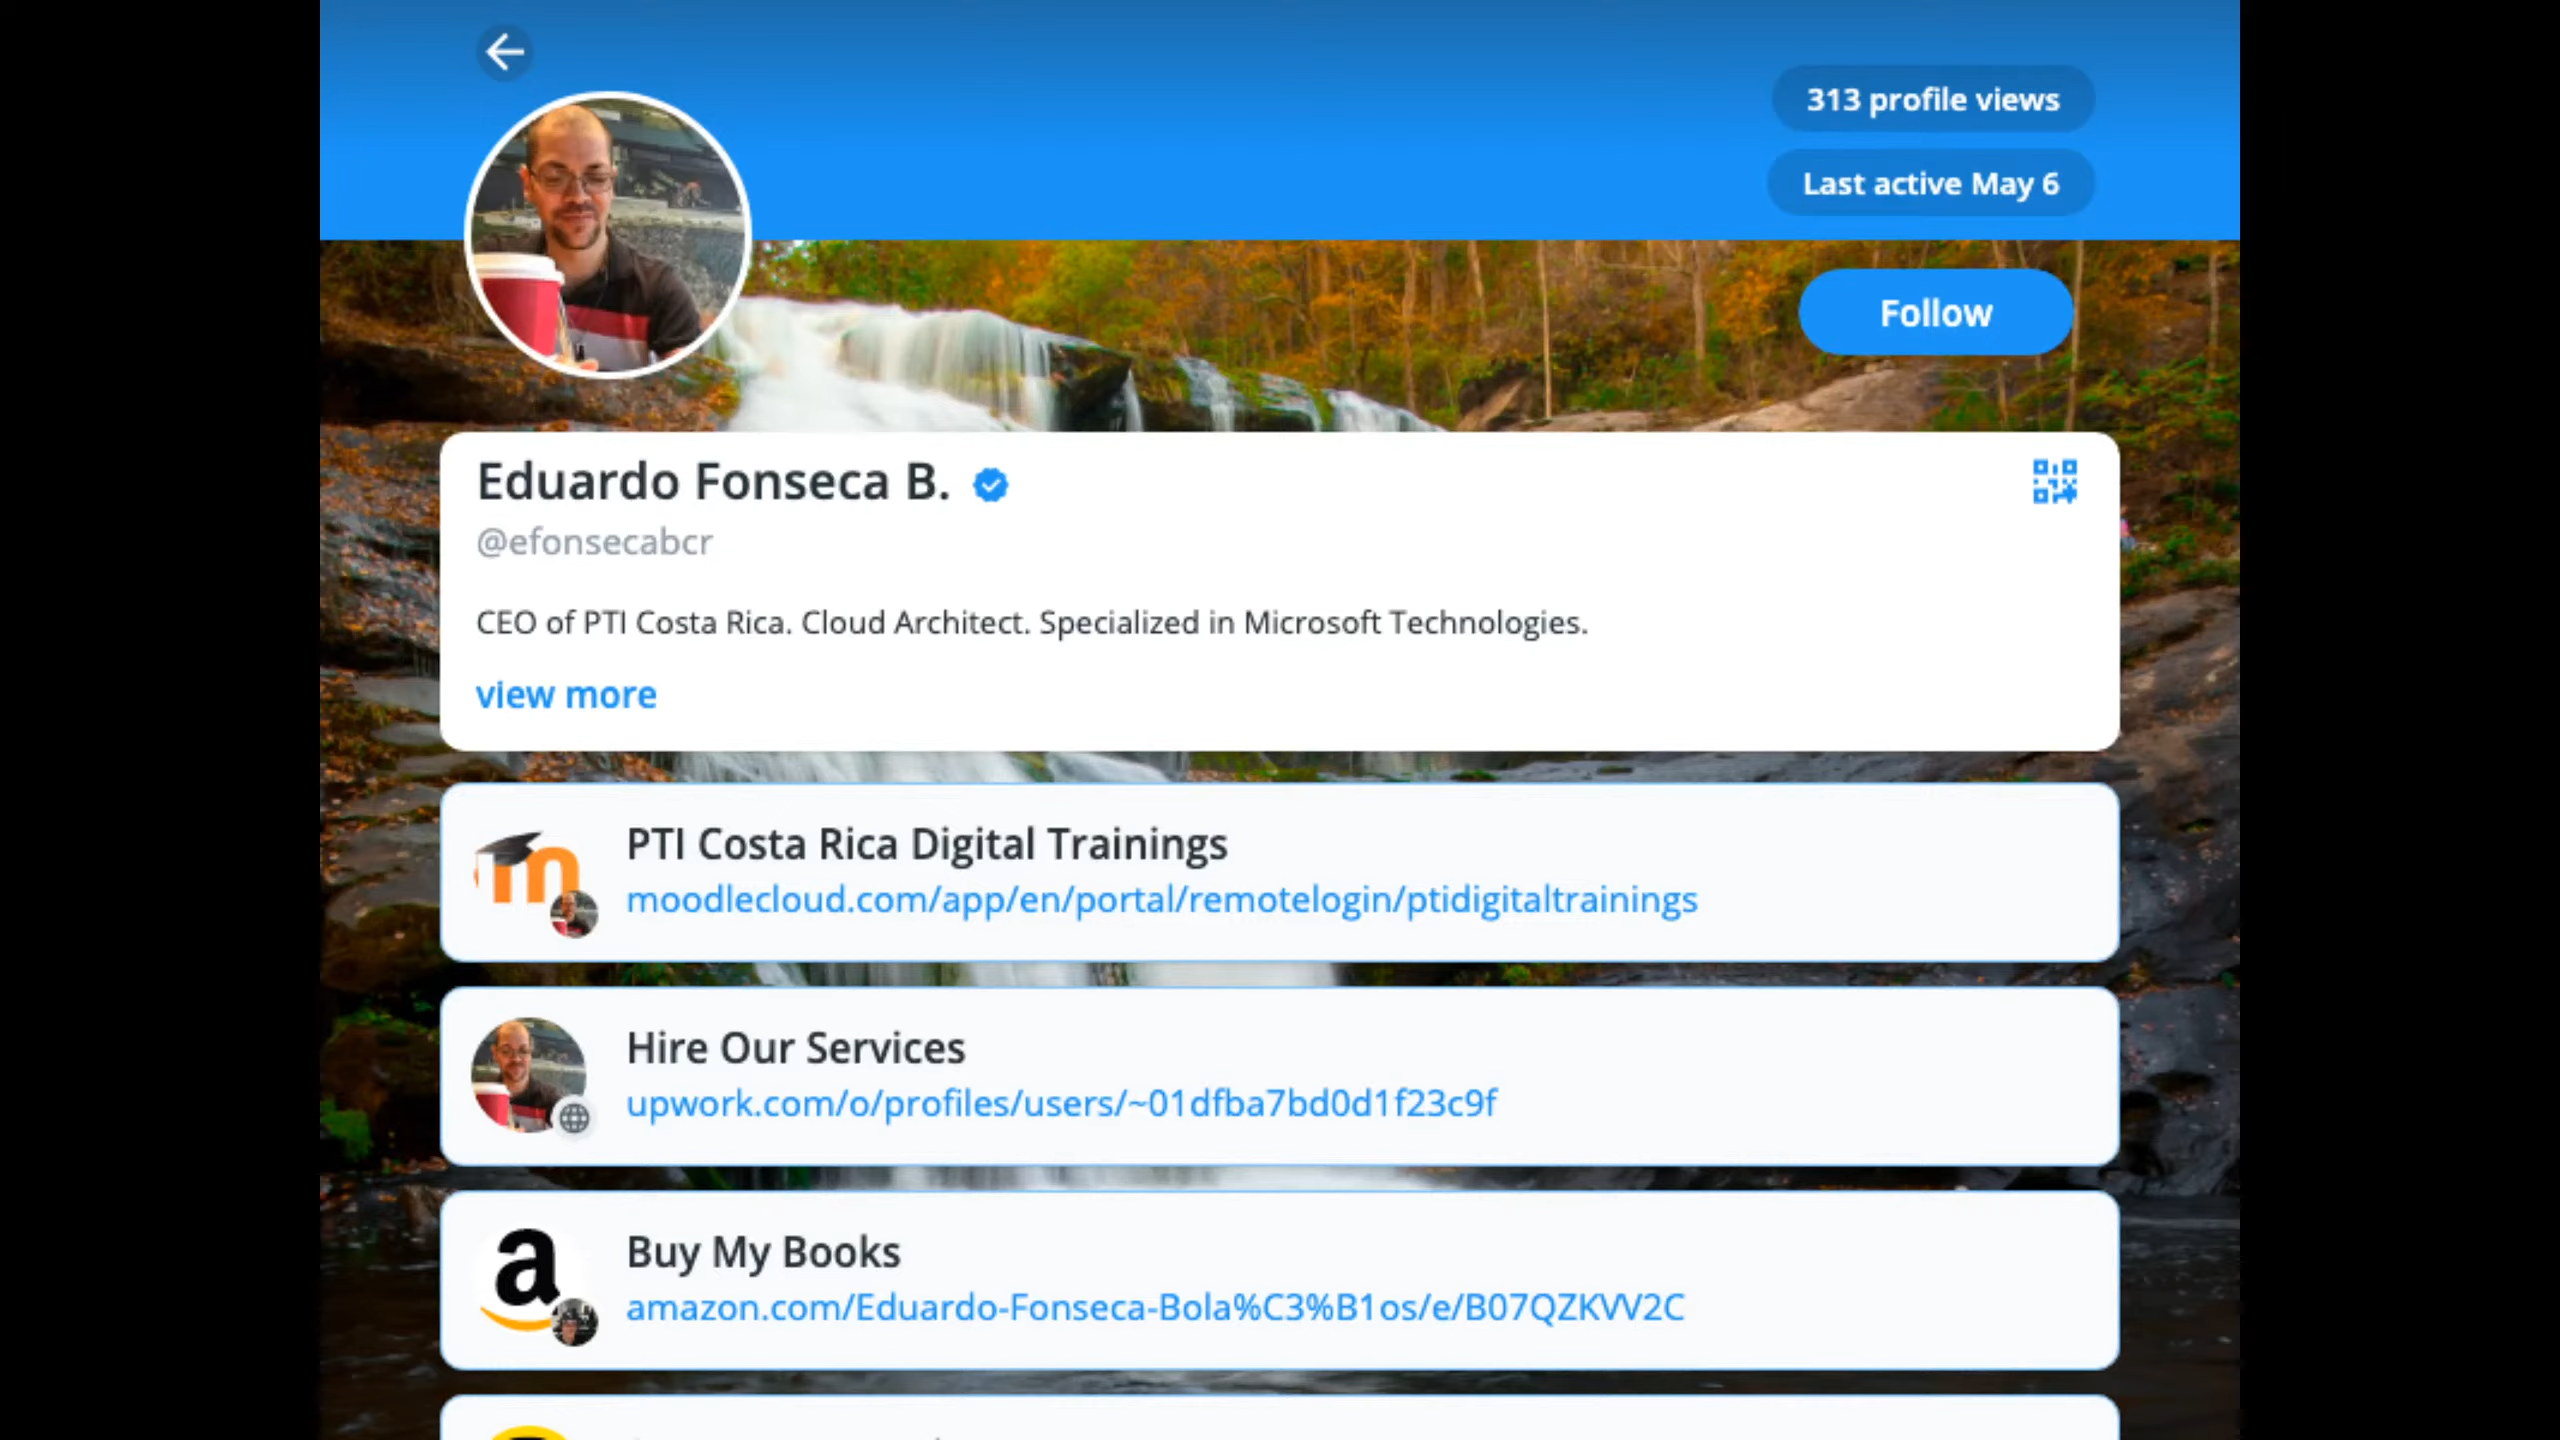 313 profile views
Last active May 6
Follow
Eduardo Fonseca B.
@efonsecabcr
CEO of PTI Costa Rica. Cloud Architect. Specialized in Microsoft Technologies.
view more
PTI Costa Rica Digital Trainings
moodlecloud.com/app/en/portal/remotelogin/ptidigitaltrainings
Hire Our Services
upwork.com/o/profiles/users/~01dfba7bd0d1f23c9f
Buy My Books
amazon.com/Eduardo-Fonseca-Bola%C3%B1os/e/B07QZKVV2C